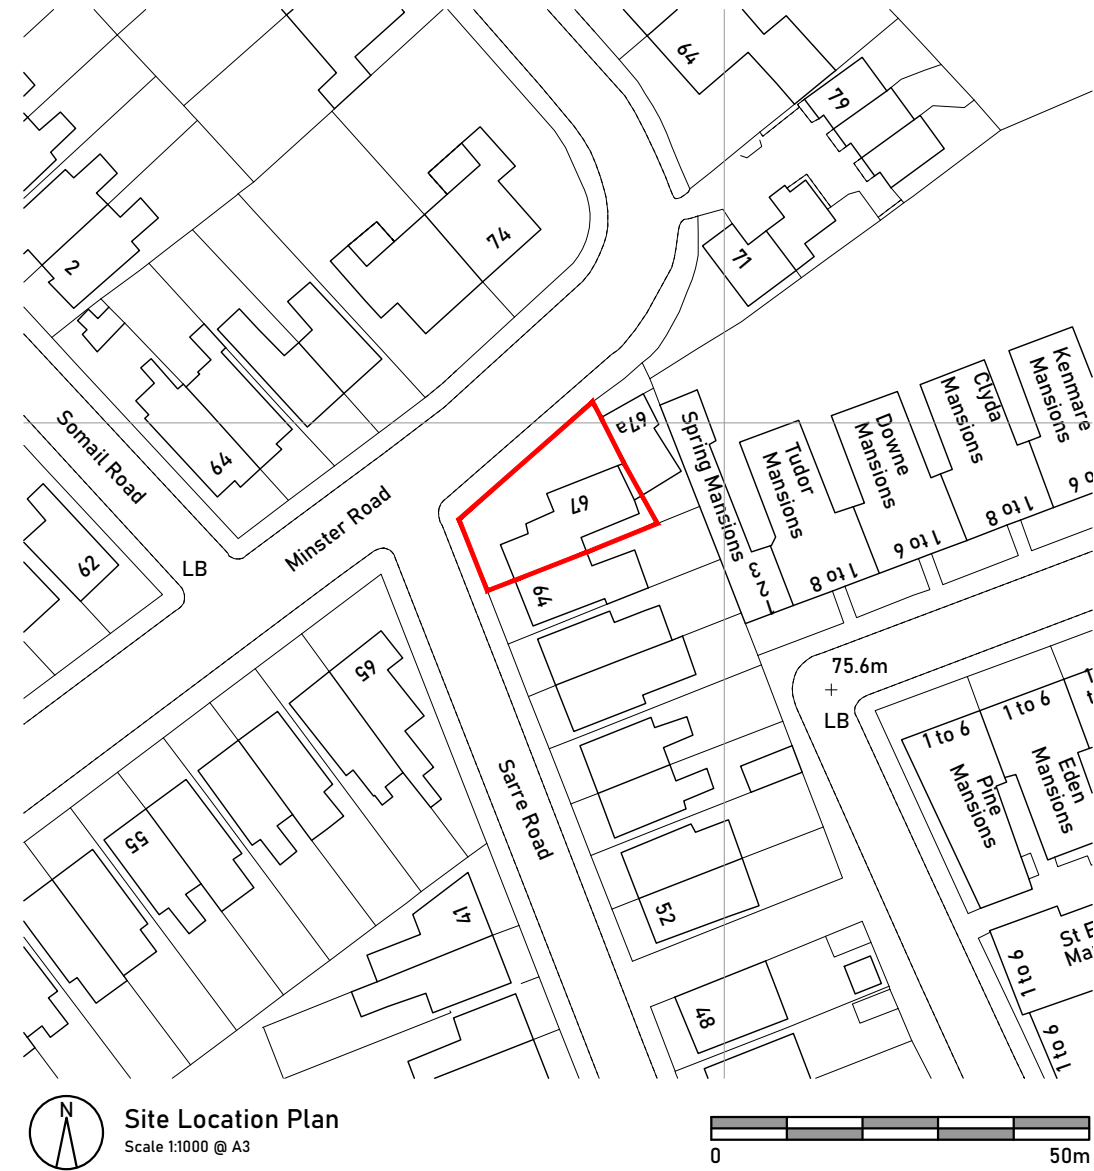 64
79
74
71
2
Kenmare
Mansions
Clyda
Mansions
Downe
Mansions
Tudor
Mansions
Spring Mansions
67a
67
64
Somali Road
64
Minster Road
62
LB
1 to 8
1 to 6
1 to 8
1 2 3
65
75.6m
LB
1 to 6
1 to 6
Eden
Mansions
Pine
Mansions
Sarre Road
55
41
52
48
1 to 6
1 to 6
N
Site Location Plan
Scale 1:1000 @ A3
0
50m